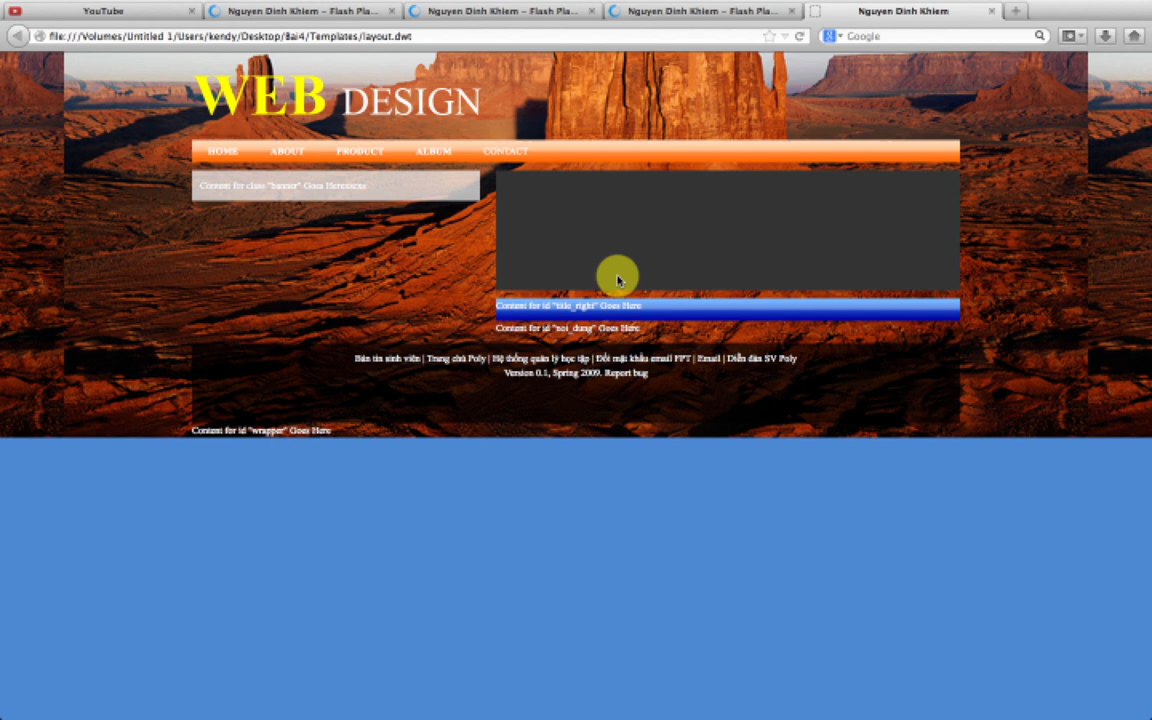 YouTube
Nguyen Dinh Khiem – Flash Pla...
Nguyen Dinh Khiem – Flash Pla...
Nguyen Dinh Khiem – Flash Pla...
Nguyen Dinh Khiem
file:///Volumes/Untitled 1/Users/kendy/Desktop/Bai4/Templates/layout.dwt
Google
WEB DESIGN
HOME ABOUT PRODUCT ALBUM CONTACT
Content for class "banner" Goes
Content for id "title_right" Goes Here
Content for id "noi_dung" Goes Here
Bản tin sinh viên | Trang chủ Poly | Hệ thống quản lý học tập | Đổi mật khẩu email FPT | Email | Diễn đàn SV Poly
Version 0.1, Spring 2009. Report bug
Content for id "wrapper" Goes Here